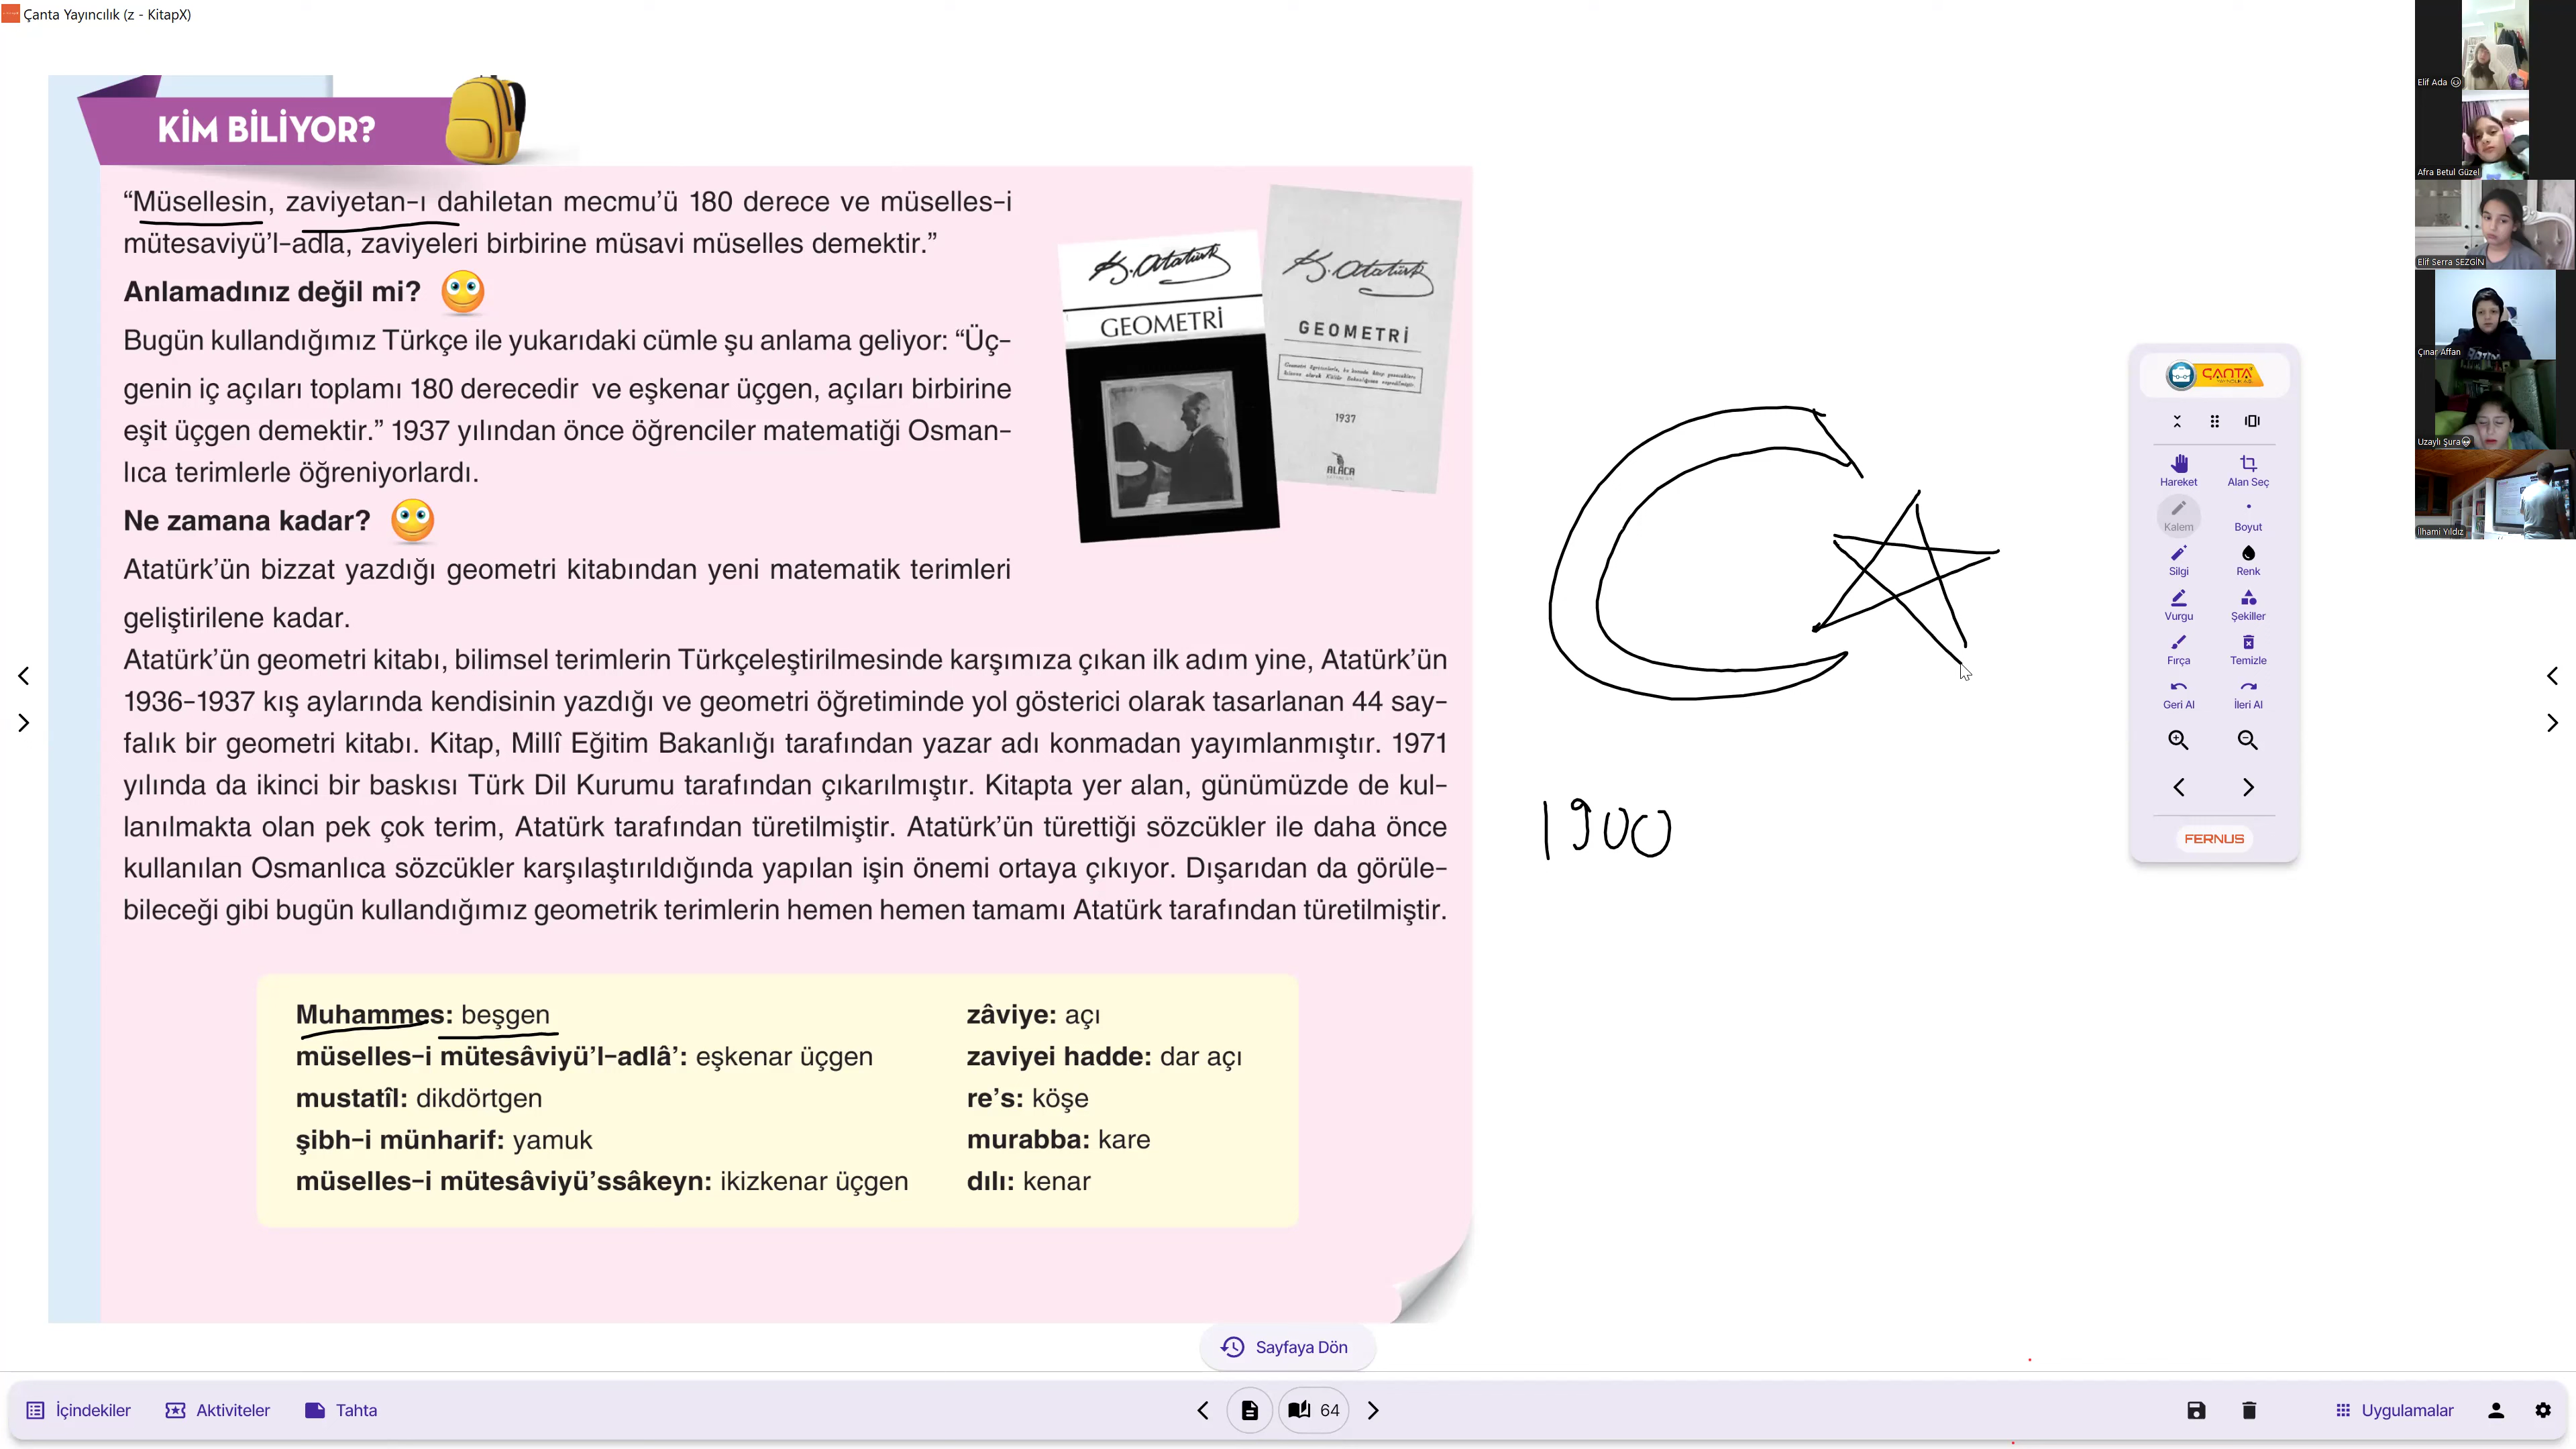 Çanta Yayıncılık (z - KitapX)
KİM BİLİYOR?
“Müsellesin, zaviyetan-ı dahiletan mecmu’ü 180 derece ve müselles-i
mütesaviyü’l-adla, zaviyeleri birbirine müsavi müselles demektir.”
Anlamadınız değil mi?
Bugün kullandığımız Türkçe ile yukarıdaki cümle şu anlama geliyor: “Üç-
genin iç açıları toplamı 180 derecedir ve eşkenar üçgen, açıları birbirine
eşit üçgen demektir.” 1937 yılından önce öğrenciler matematiği Osman-
lıca terimlerle öğreniyorlardı.
Ne zamana kadar?
Atatürk’ün bizzat yazdığı geometri kitabından yeni matematik terimleri
geliştirilene kadar.
Atatürk’ün geometri kitabı, bilimsel terimlerin Türkçeleştirilmesinde karşımıza çıkan ilk adım yine, Atatürk’ün
1936-1937 kış aylarında kendisinin yazdığı ve geometri öğretiminde yol gösterici olarak tasarlanan 44 say-
falık bir geometri kitabı. Kitap, Millî Eğitim Bakanlığı tarafından yazar adı konmadan yayımlanmıştır. 1971
yılında da ikinci bir baskısı Türk Dil Kurumu tarafından çıkarılmıştır. Kitapta yer alan, günümüzde de kul-
lanılmakta olan pek çok terim, Atatürk tarafından türetilmiştir. Atatürk’ün türettiği sözcükler ile daha önce
kullanılan Osmanlıca sözcükler karşılaştırıldığında yapılan işin önemi ortaya çıkıyor. Dışarıdan da görüle-
bileceği gibi bugün kullandığımız geometrik terimlerin hemen hemen tamamı Atatürk tarafından türetilmiştir.
K. Atatürk
GEOMETRİ
K. Atatürk
GEOMETRİ
1937
ALACA
Muhammes: beşgen
müselles-i mütesâviyü’l-adlâ’: eşkenar üçgen
mustatîl: dikdörtgen
şibh-i münharif: yamuk
müselles-i mütesâviyü’ssâkeyn: ikizkenar üçgen
zâviye: açı
zaviyei hadde: dar açı
re’s: köşe
murabba: kare
dılı: kenar
1900
ÇANTA
Hareket
Alan Seç
Kalem
Boyut
Silgi
Renk
Vurgu
Şekiller
Fırça
Temizle
Geri Al
İleri Al
FERNUS
Elif Ada
Afra Betul Güzel
Elif Serra SEZGİN
Çınar Affan
Uzaylı Şura
İlhami Yıldız
Sayfaya Dön
İçindekiler
Aktiviteler
Tahta
64
Uygulamalar